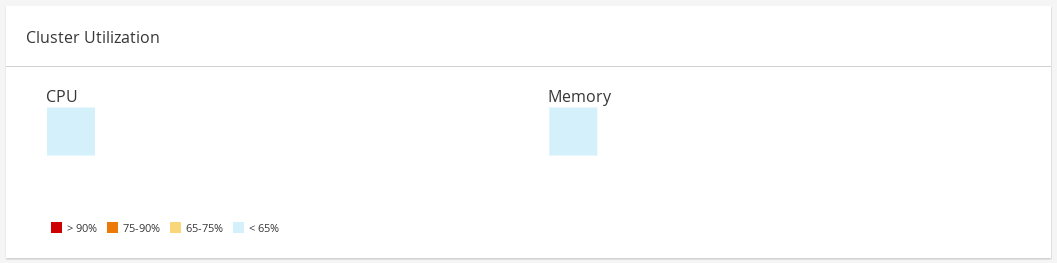 Cluster Utilization
CPU
Memory
> 90%
75-90%
65-75%
< 65%